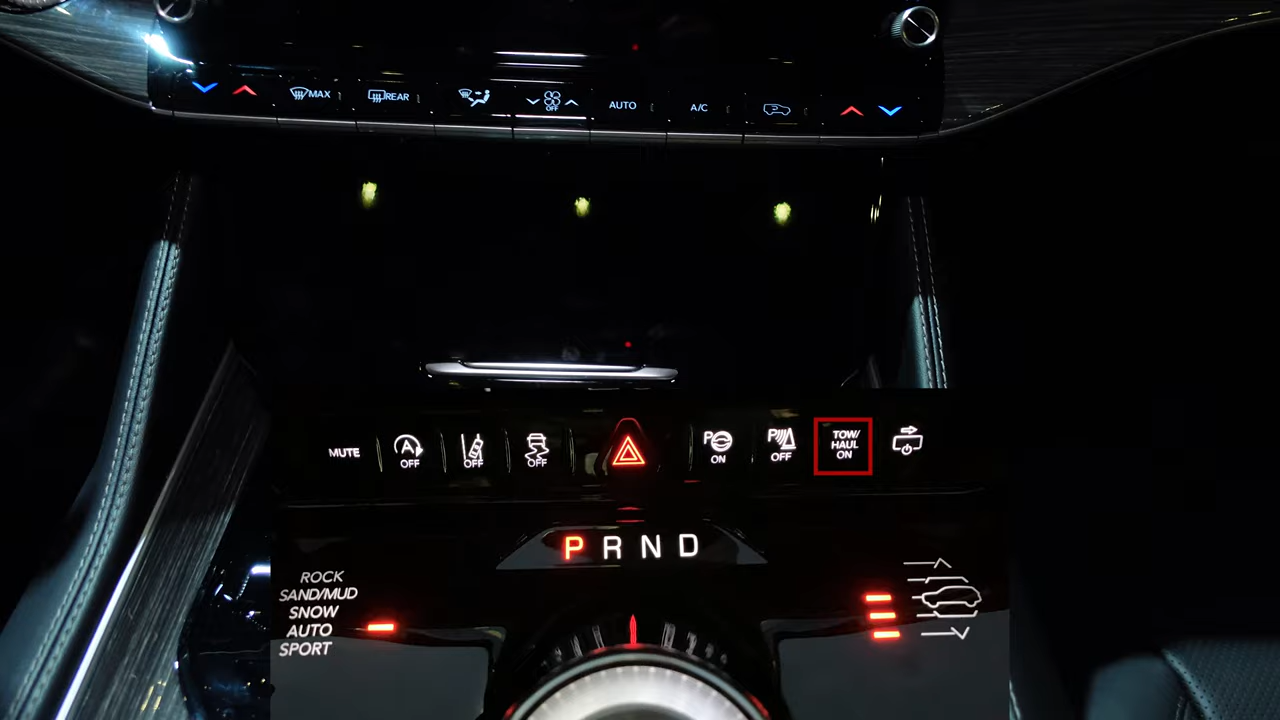 MAX
REAR
OFF
AUTO
A/C
MUTE
A
OFF
OFF
OFF
P
ON
P
OFF
TOW/
HAUL
ON
P R N D
ROCK
SAND/MUD
SNOW
AUTO
SPORT